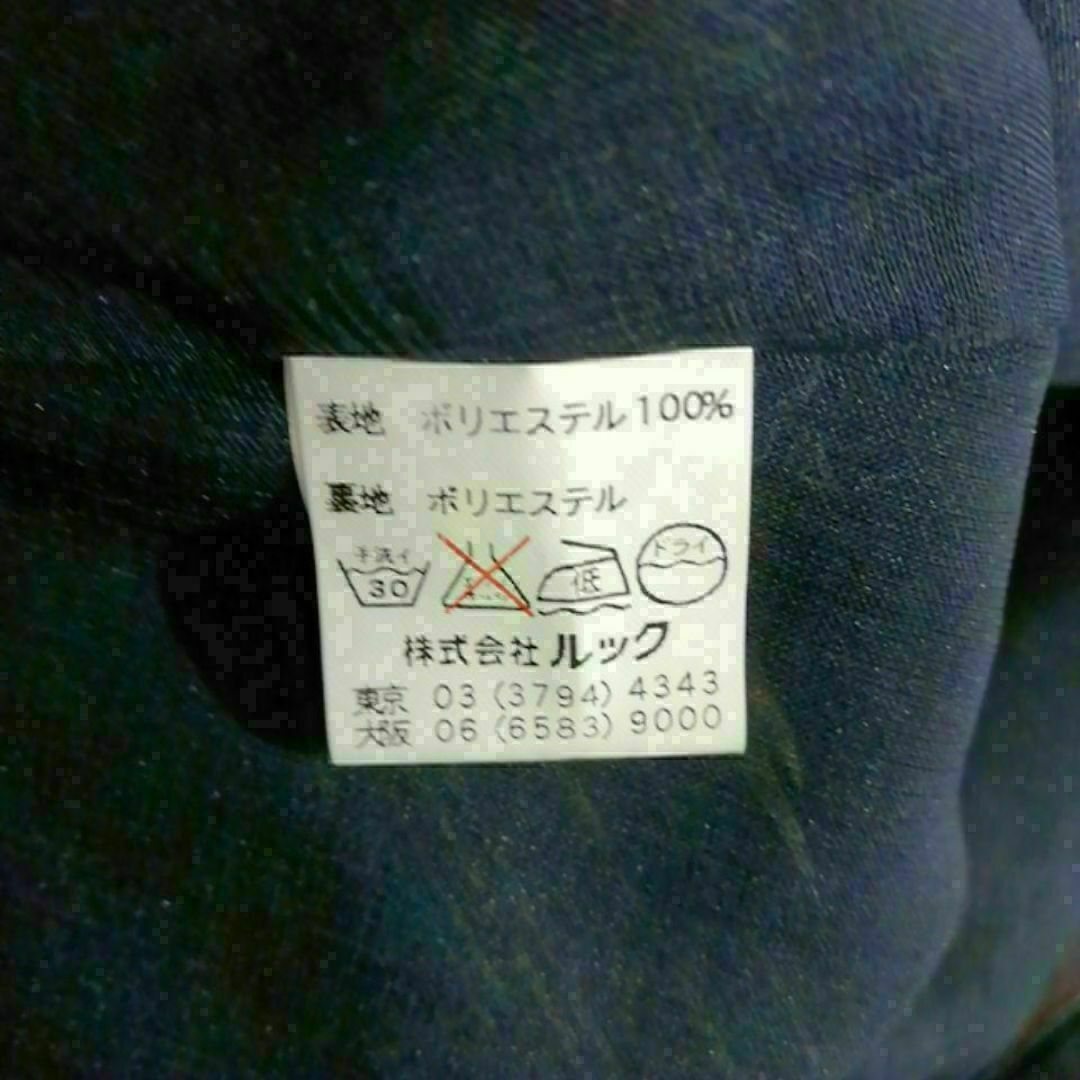 表地 ポリエステル100%
裏地 ポリエステル
手洗イ 30 低 ドライ
株式会社 ルック
東京 03 (3794) 4343
大阪 06 (6583) 9000